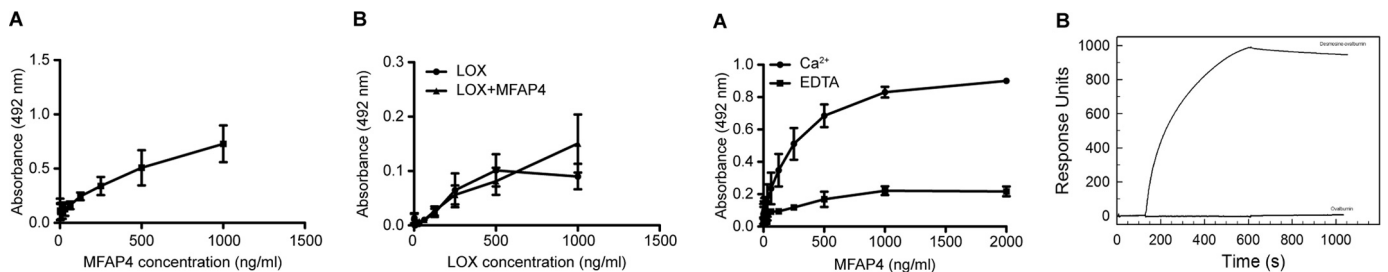 A
Absorbance (492 nm)
1.5
1.0
0.5
0.0
0
500
1000
1500
MFAP4 concentration (ng/ml)
B
Absorbance (492 nm)
0.3
0.2
0.1
0.0
0
500
1000
1500
LOX concentration (ng/ml)
LOX
LOX+MFAP4
A
Absorbance (492 nm)
1.0
0.8
0.6
0.4
0.2
0.0
0
500
1000
1500
2000
MFAP4 (ng/ml)
Ca²⁺
EDTA
B
Response Units
1000
800
600
400
200
0
0
200
400
600
800
1000
Time (s)
Desmosine ovalbumin
Ovalbumin